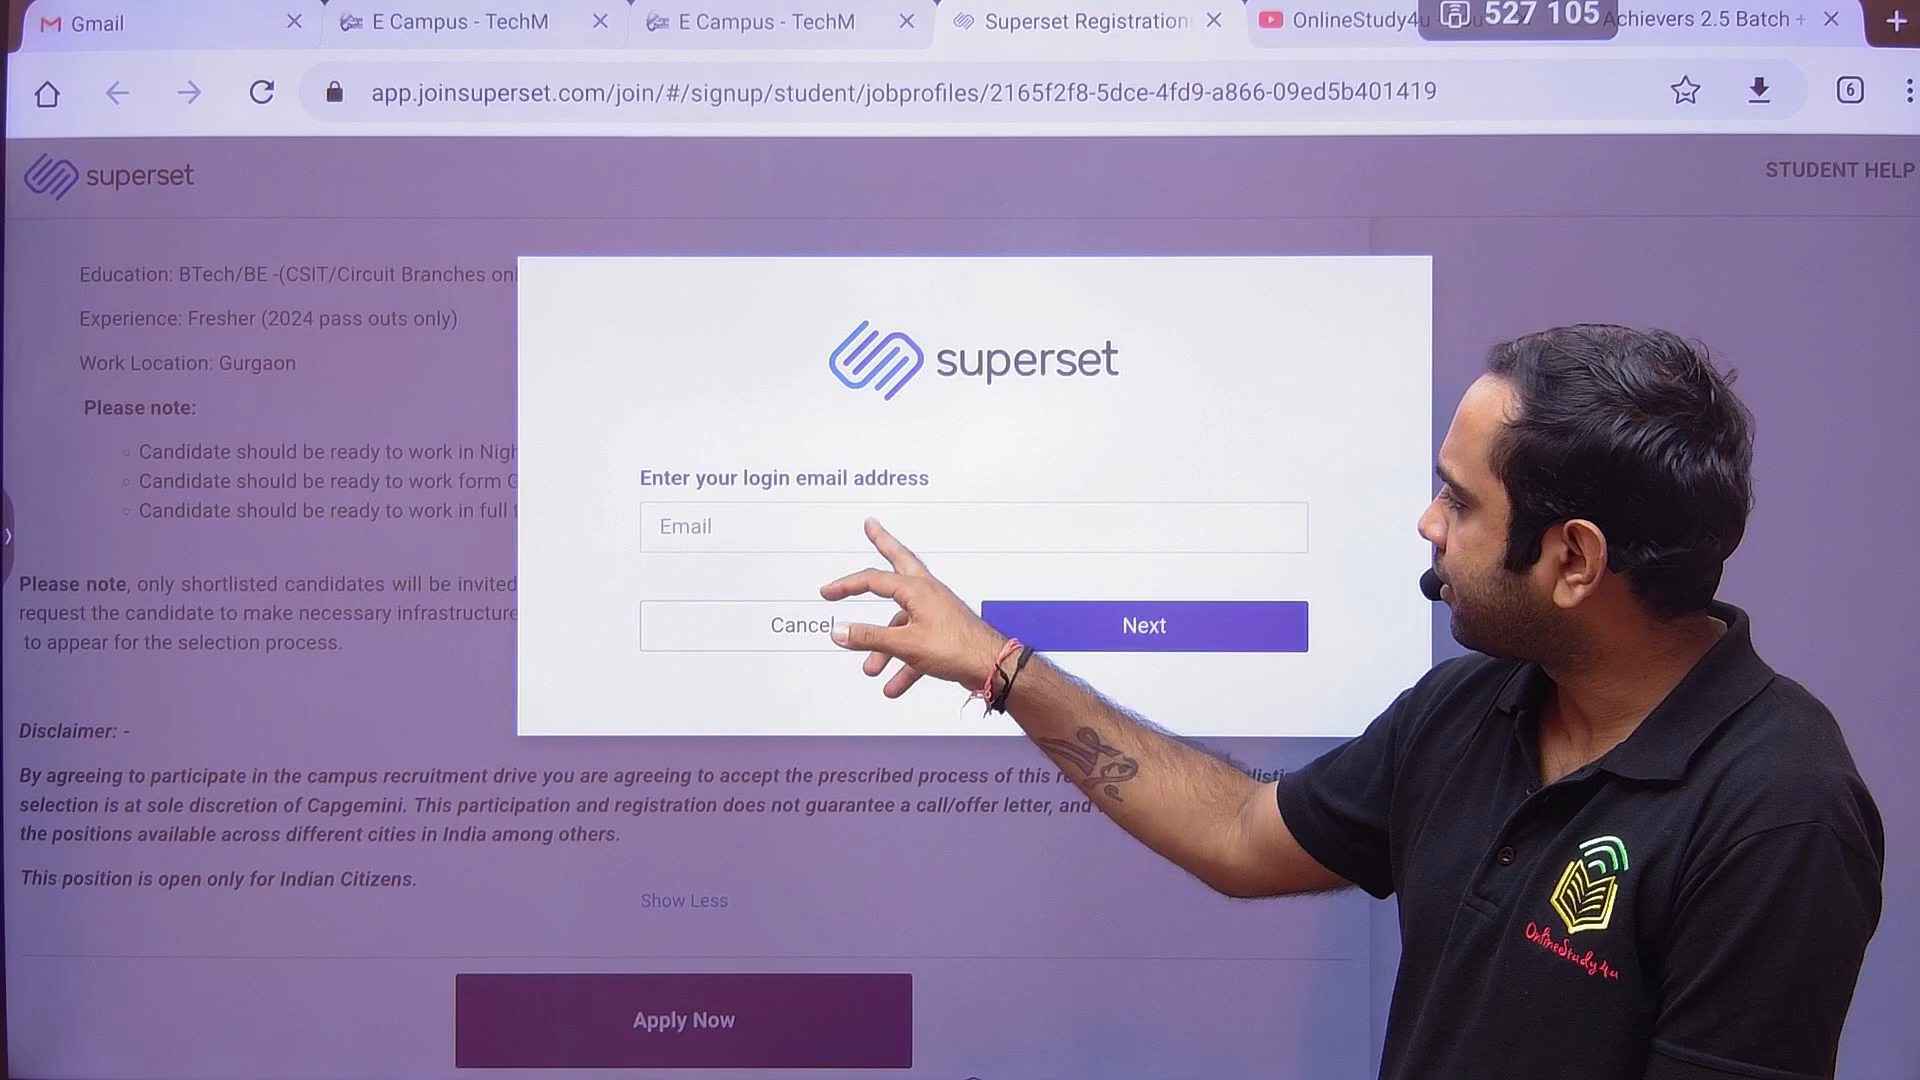 Gmail
E Campus - TechM
E Campus - TechM
Superset Registration
OnlineStudy4u
527 105
Achievers 2.5 Batch +
app.joinsuperset.com/join/#/signup/student/jobprofiles/2165f2f8-5dce-4fd9-a866-09ed5b401419
6
superset
STUDENT HELP
Education: BTech/BE -(CSIT/Circuit Branches onl
Experience: Fresher (2024 pass outs only)
Work Location: Gurgaon
Please note:
Candidate should be ready to work in Nigh
Candidate should be ready to work form G
Candidate should be ready to work in full t
Please note, only shortlisted candidates will be invited
request the candidate to make necessary infrastructure
to appear for the selection process.
superset
Enter your login email address
Email
Cancel
Next
Disclaimer: -
By agreeing to participate in the campus recruitment drive you are agreeing to accept the prescribed process of this
selection is at sole discretion of Capgemini. This participation and registration does not guarantee a call/offer letter, and
the positions available across different cities in India among others.
This position is open only for Indian Citizens.
Show Less
Apply Now
OnlineStudy4u